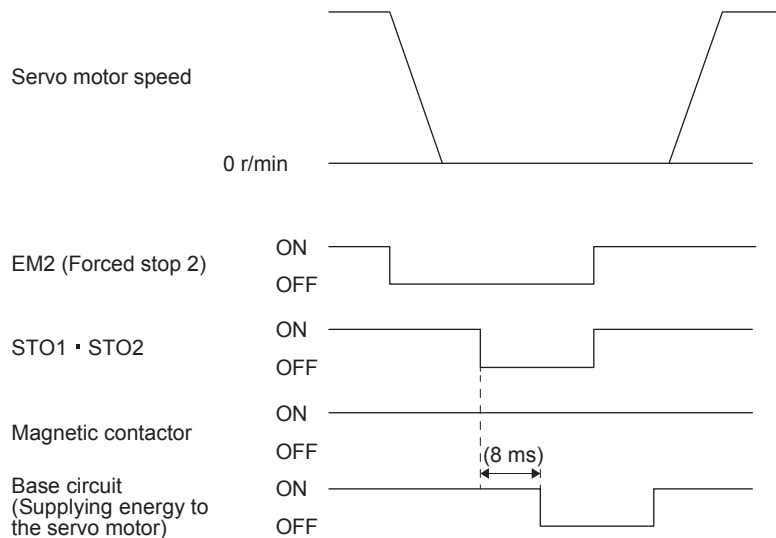 Servo motor speed
0 r/min
EM2 (Forced stop 2)
ON
OFF
STO1・STO2
ON
OFF
Magnetic contactor
ON
OFF
(8 ms)
Base circuit
(Supplying energy to
the servo motor)
ON
OFF